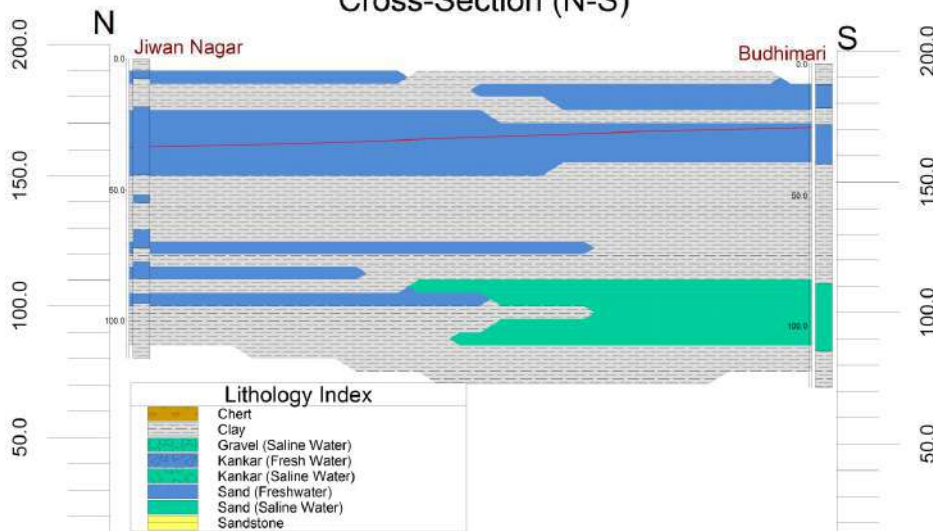 Cross-Section (N-S)
N
S
Jiwan Nagar
Budhimari
200.0
150.0
100.0
50.0
0.0
50.0
100.0
0.0
50.0
100.0
200.0
150.0
100.0
50.0
Lithology Index
Chert
Clay
Gravel (Saline Water)
Kankar (Fresh Water)
Kankar (Saline Water)
Sand (Freshwater)
Sand (Saline Water)
Sandstone